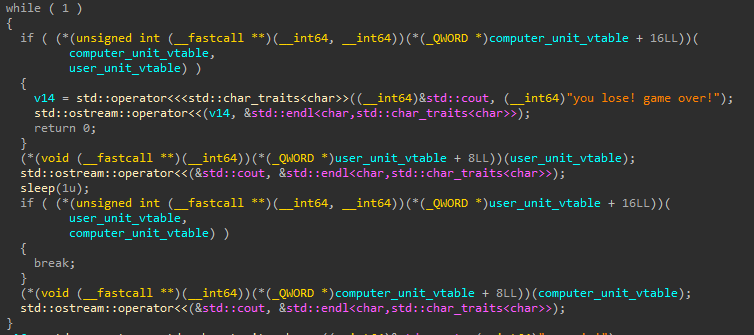 while ( 1 )
{
if ( (*(unsigned int (__fastcall **)(__int64, __int64))(*(_QWORD *)computer_unit_vtable + 16LL))(
computer_unit_vtable,
user_unit_vtable) )
{
v14 = std::operator<<<std::char_traits<char>>((__int64)&std::cout, (__int64)"you lose! game over!");
std::ostream::operator<<(v14, &std::endl<char,std::char_traits<char>>);
return 0;
}
(*(void (__fastcall **)(__int64))(*(_QWORD *)user_unit_vtable + 8LL))(user_unit_vtable);
std::ostream::operator<<(&std::cout, &std::endl<char,std::char_traits<char>>);
sleep(1u);
if ( (*(unsigned int (__fastcall **)(__int64, __int64))(*(_QWORD *)user_unit_vtable + 16LL))(
user_unit_vtable,
computer_unit_vtable) )
{
break;
}
(*(void (__fastcall **)(__int64))(*(_QWORD *)computer_unit_vtable + 8LL))(computer_unit_vtable);
std::ostream::operator<<(&std::cout, &std::endl<char,std::char_traits<char>>);
}